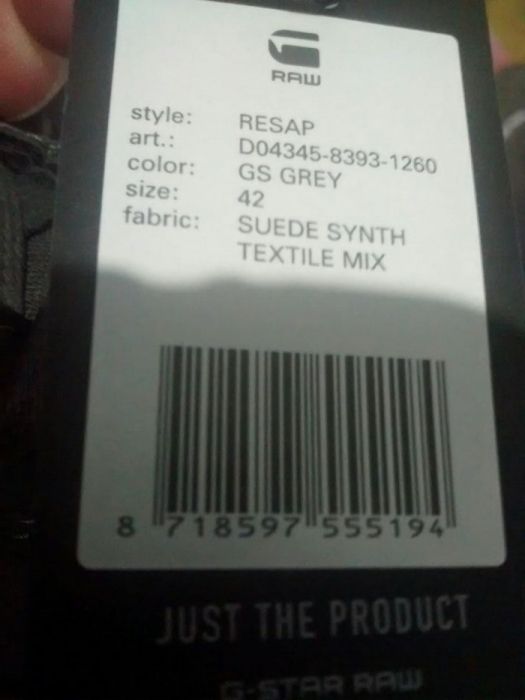 RAW
style: RESAP
art.: D04345-8393-1260
color: GS GREY
size: 42
fabric: SUEDE SYNTH
TEXTILE MIX
8 718597 555194
JUST THE PRODUCT
G-STAR RAW